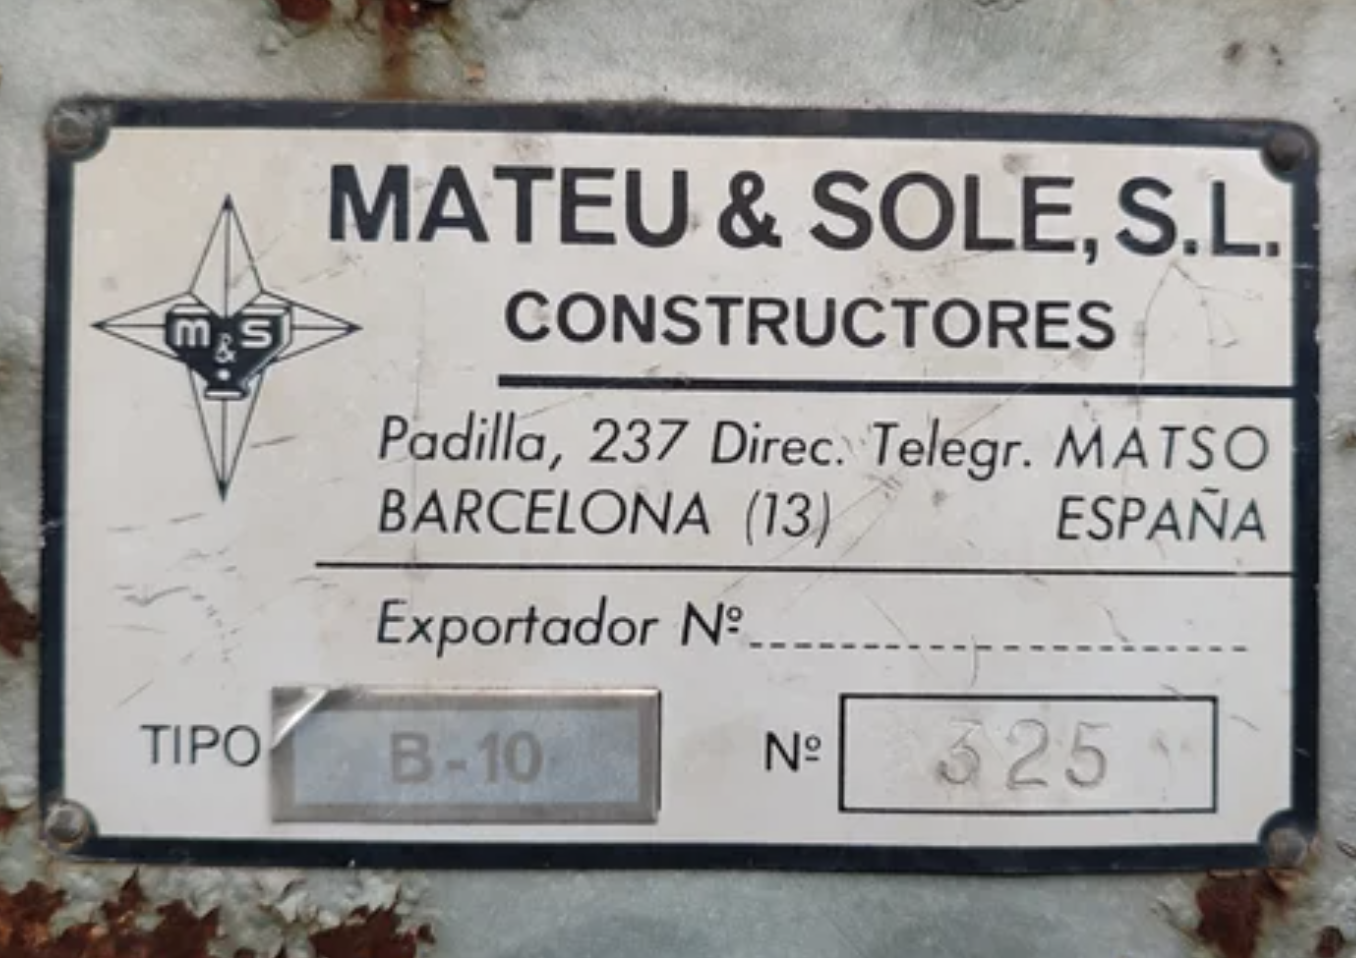 MATEU & SOLE, S.L.
CONSTRUCTORES
m & S
Padilla, 237 Direc. Telegr. MATSO
BARCELONA (13) ESPAÑA
Exportador Nº
TIPO B-10 Nº 325